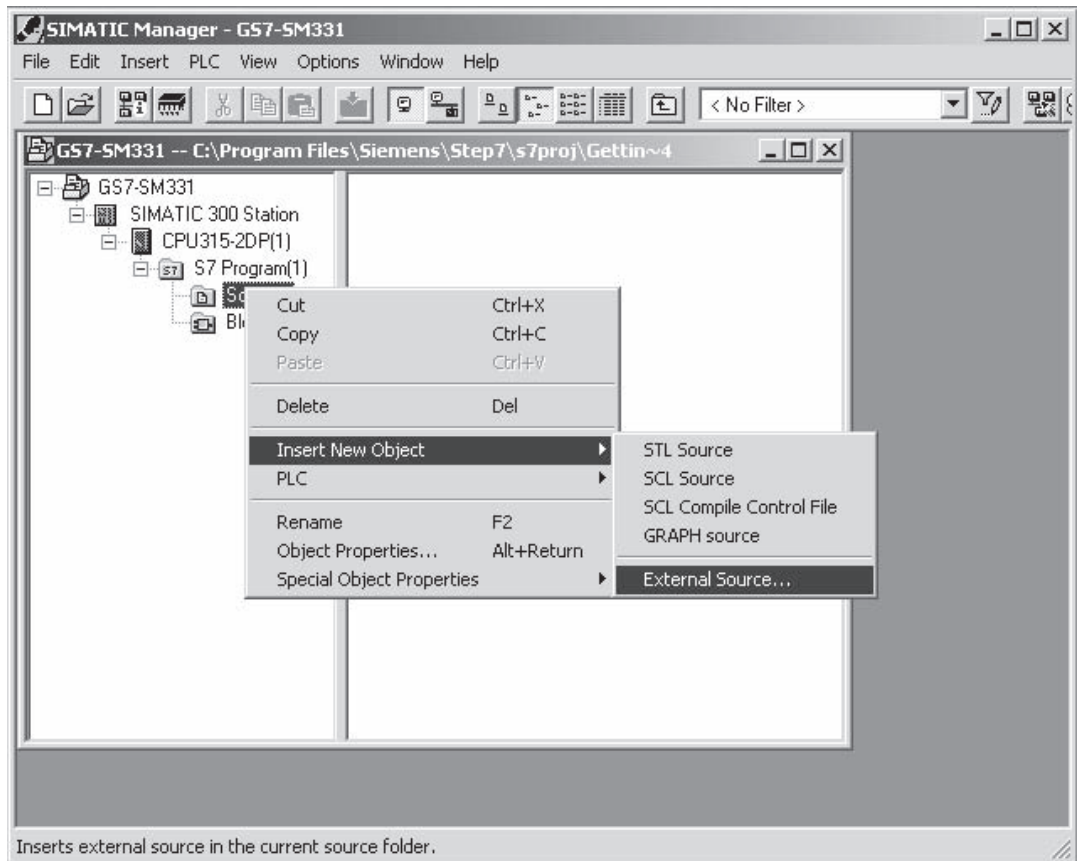 SIMATIC Manager - GS7-SM331
File Edit Insert PLC View Options Window Help
< No Filter >
GS7-SM331 -- C:\Program Files\Siemens\Step7\s7proj\Gettin~4
GS7-SM331
SIMATIC 300 Station
CPU315-2DP(1)
S7 Program(1)
Cut Ctrl+X
Copy Ctrl+C
Paste Ctrl+V
Delete Del
Insert New Object
PLC
Rename F2
Object Properties... Alt+Return
Special Object Properties
STL Source
SCL Source
SCL Compile Control File
GRAPH source
External Source...
Inserts external source in the current source folder.